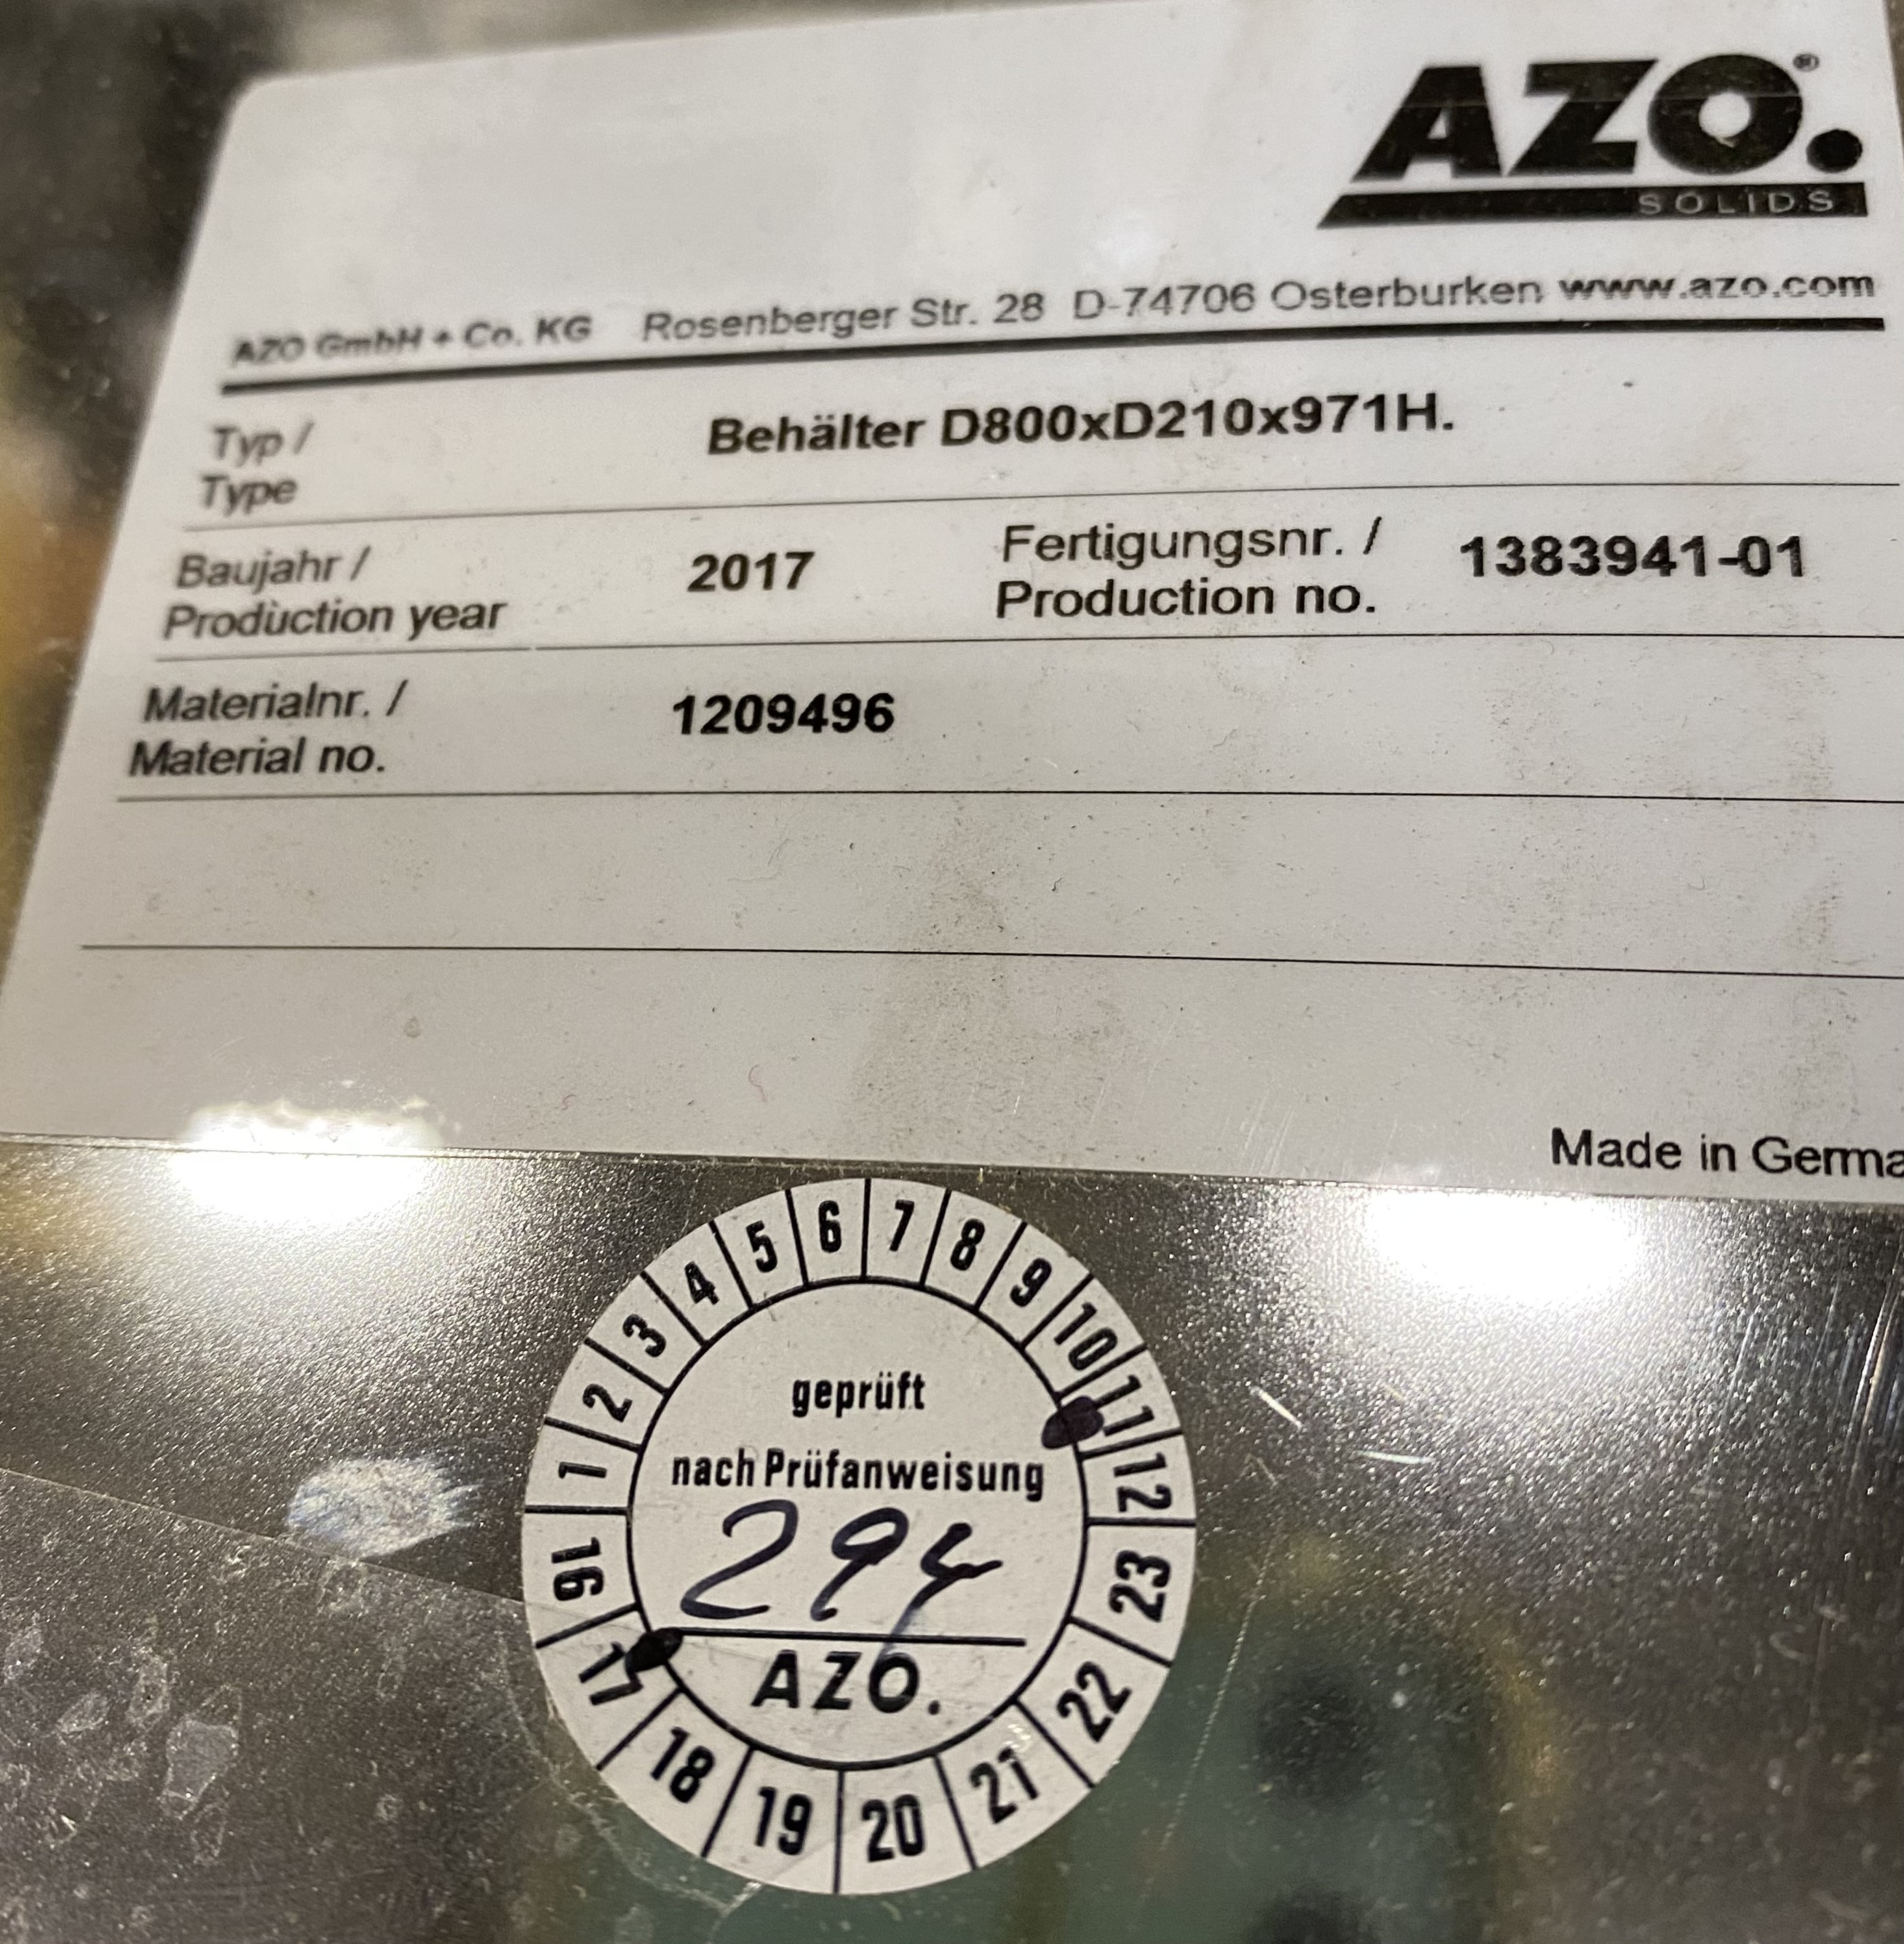 AZO.®
SOLIDS
AZO GmbH + Co. KG Rosenberger Str. 28 D-74706 Osterburken www.azo.com
Typ /
Type
Behälter D800xD210x971H.
Baujahr /
Production year
2017
Fertigungsnr. /
Production no.
1383941-01
Materialnr. /
Material no.
1209496
Made in Germa
1 2 3 4 5 6 7 8 9 10 11 12
geprüft
nach Prüfanweisung
294
AZO.
16 17 18 19 20 21 22 23